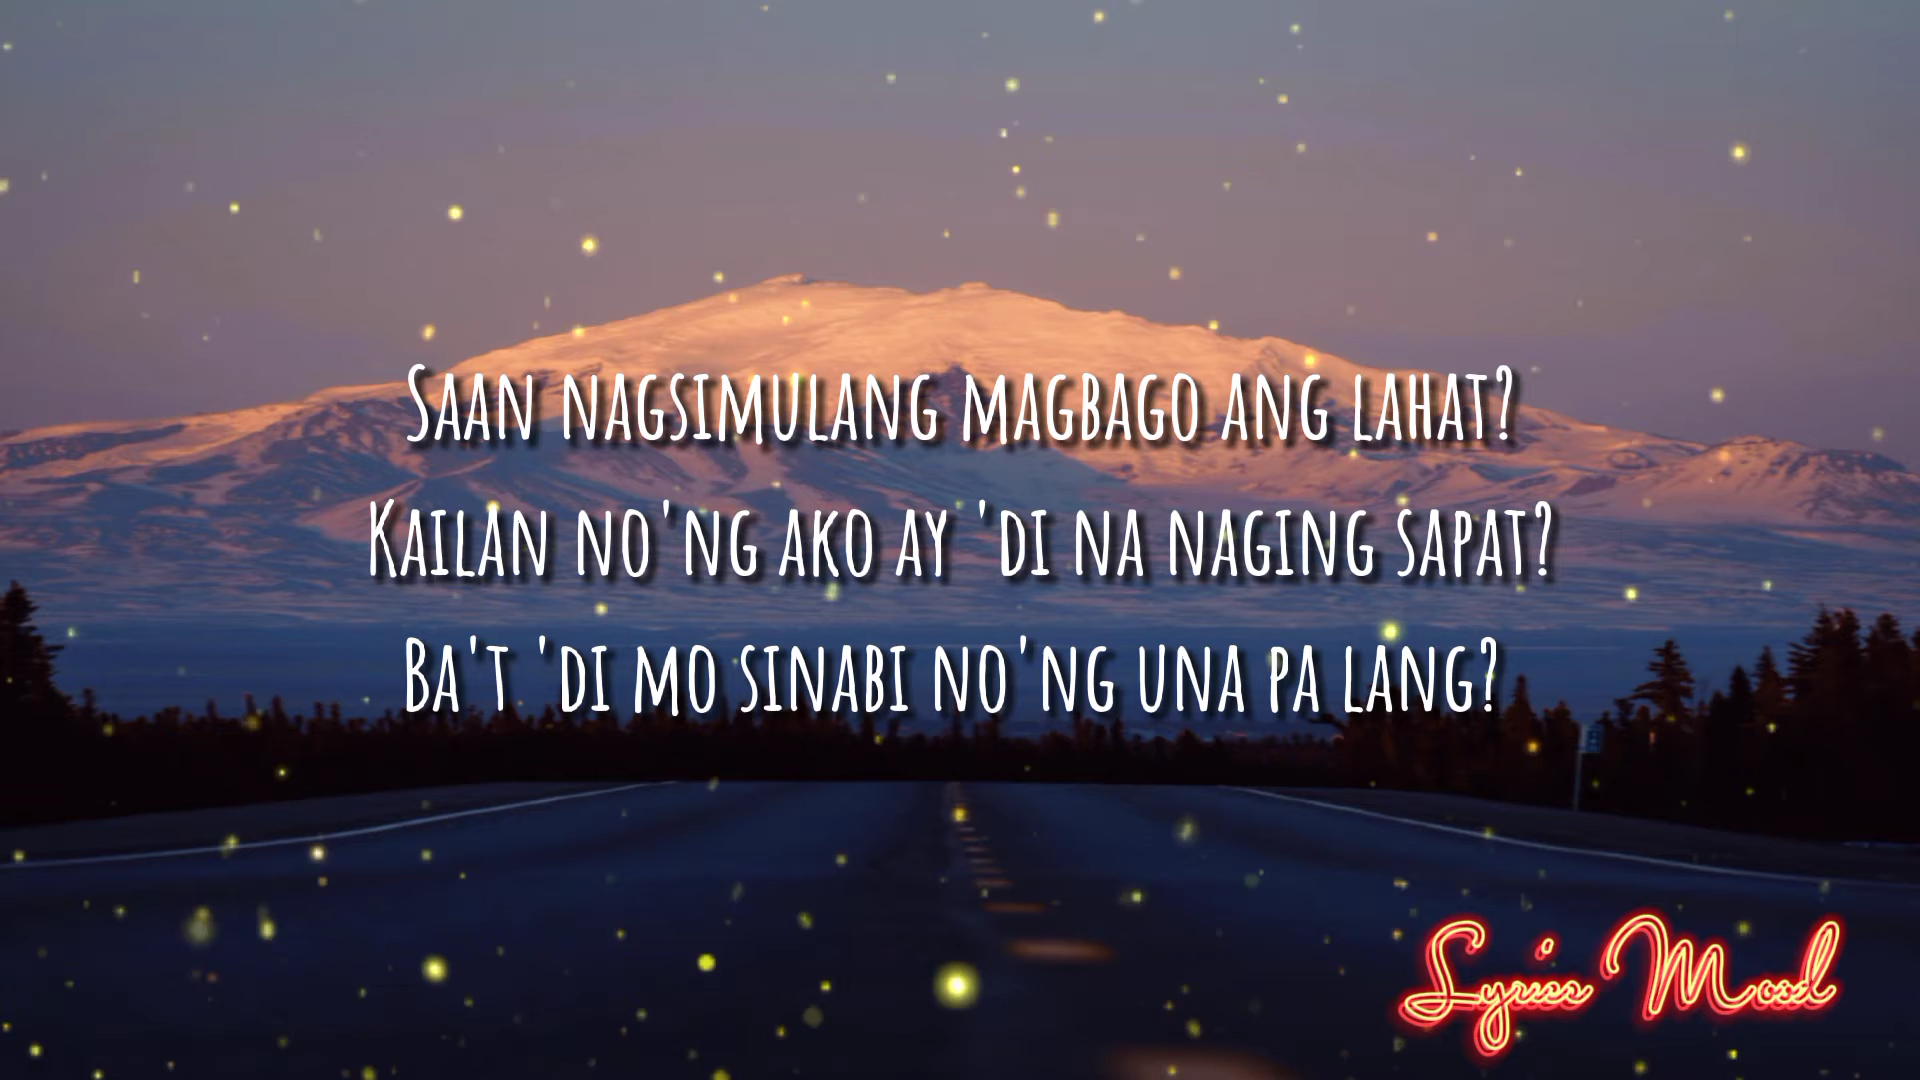 Saan nagsimulang magbago ang lahat?
Kailan no'ng ako ay 'di na naging sapat?
Ba't 'di mo sinabi no'ng una pa lang?
Lyrics Mood